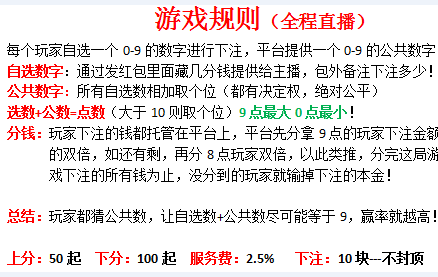 游戏规则（全程直播）
每个玩家自选一个 0-9 的数字进行下注，平台提供一个 0-9 的公共数字
自选数字：通过发红包里面藏几分钱提供给主播，包外备注下注多少！
公共数字：所有自选数字相加取个位（都有决定权，绝对公平）
选数+公数=点数（大于 10 则取个位）9 点最大 0 点最小！
分钱：玩家下注的钱都托管在平台上，平台先分拿 9 点的玩家下注金额
的双倍，如还有剩，再分 8 点玩家双倍，以此类推，分完这局游
戏下注的所有钱为止，没分到的玩家就输掉下注的本金！
总结：玩家都猜公共数，让自选数+公共数尽可能等于 9，赢率就越高！
上分：50 起 下分：100 起 服务费：2.5% 下注：10 块---不封顶